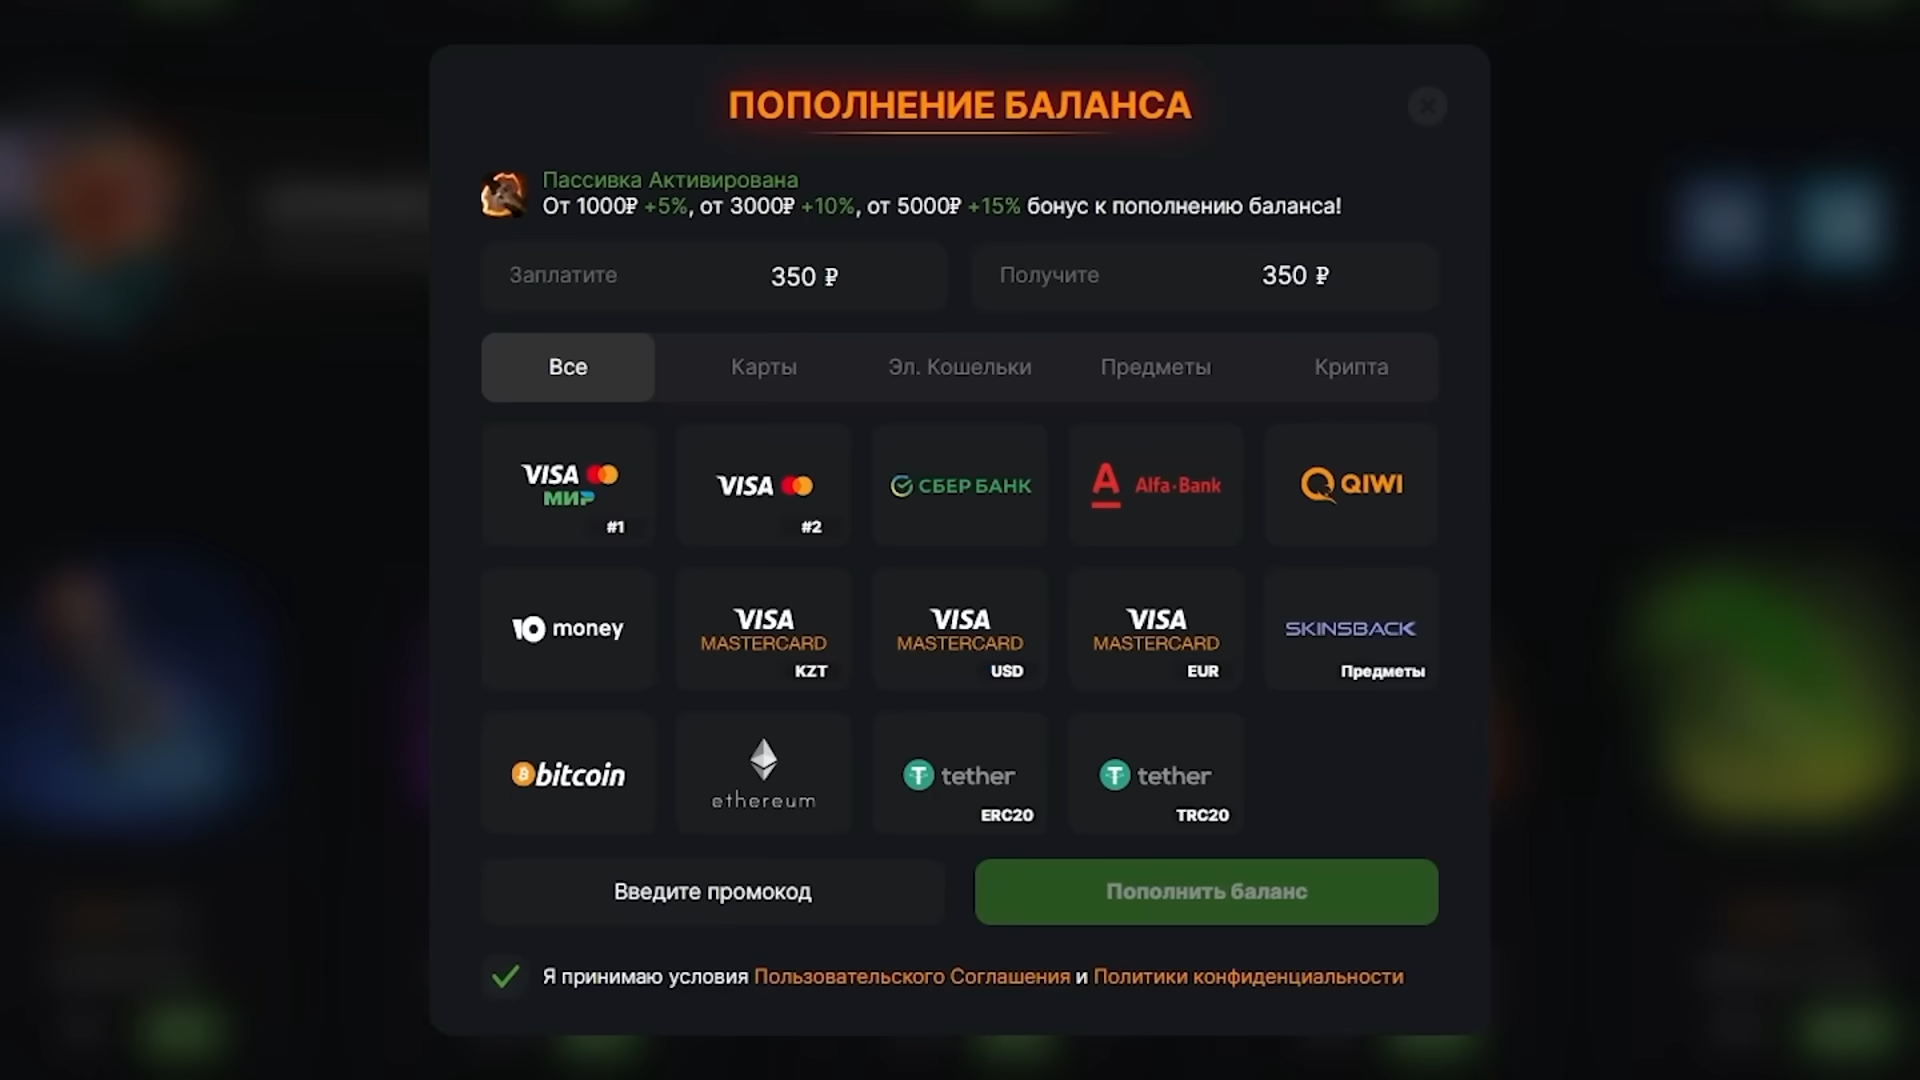 ПОПОЛНЕНИЕ БАЛАНСА
Пассивка Активирована
От 1000₽ +5%, от 3000₽ +10%, от 5000₽ +15% бонус к пополнению баланса!
Заплатите 350 ₽
Получите 350 ₽
Все
Карты
Эл. Кошельки
Предметы
Крипта
VISA
МИР
#1
VISA
#2
СБЕР БАНК
Alfa·Bank
QIWI
money
VISA
MASTERCARD
KZT
VISA
MASTERCARD
USD
VISA
MASTERCARD
EUR
SKINSBACK
Предметы
bitcoin
ethereum
tether
ERC20
tether
TRC20
Введите промокод
Пополнить баланс
Я принимаю условия Пользовательского Соглашения и Политики конфиденциальности